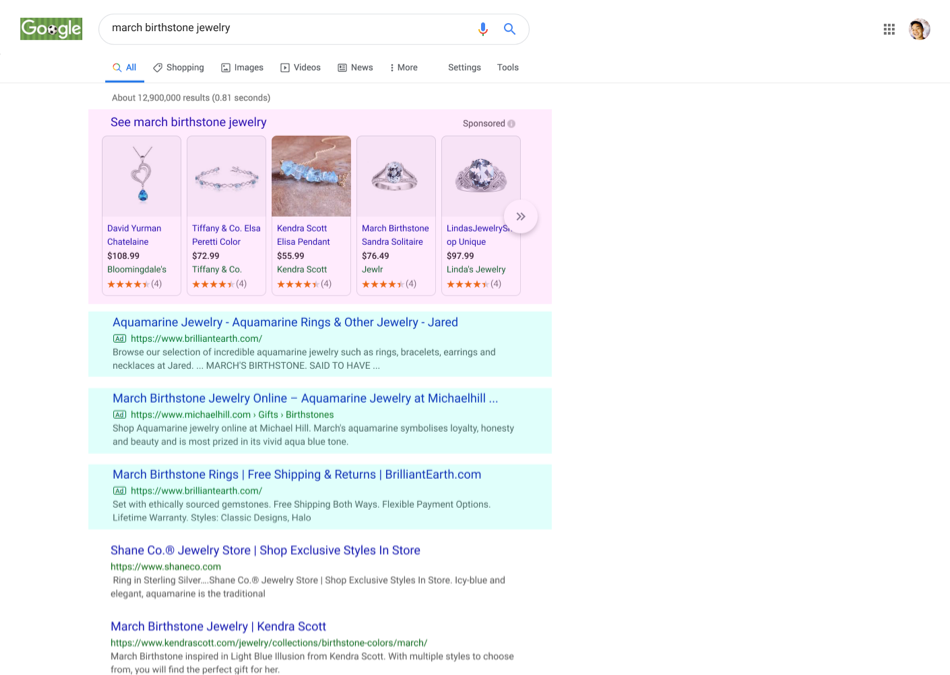 Google
march birthstone jewelry
All
Shopping
Images
Videos
News
More
Settings
Tools
About 12,900,000 results (0.81 seconds)
See march birthstone jewelry
Sponsored
David Yurman
Chatelaine
$108.99
Bloomingdale's
(4)
Tiffany & Co. Elsa
Peretti Color
$72.99
Tiffany & Co.
(4)
Kendra Scott
Elisa Pendant
$55.99
Kendra Scott
(4)
March Birthstone
Sandra Solitaire
$76.49
Jewlr
(4)
op Unique
$97.99
Linda's Jewelry
(4)
Aquamarine Jewelry - Aquamarine Rings & Other Jewelry - Jared
Ad https://www.brilliantearth.com/
Browse our selection of incredible aquamarine jewelry such as rings, bracelets, earrings and
necklaces at Jared. ... MARCH'S BIRTHSTONE. SAID TO HAVE ...
March Birthstone Jewelry Online – Aquamarine Jewelry at Michaelhill ...
Ad https://www.michaelhill.com › Gifts › Birthstones
Shop Aquamarine jewelry online at Michael Hill. March's aquamarine symbolises loyalty, honesty
and beauty and is most prized in its vivid aqua blue tone.
March Birthstone Rings | Free Shipping & Returns | BrilliantEarth.com
Ad https://www.brilliantearth.com/
Set with ethically sourced gemstones. Free Shipping Both Ways. Flexible Payment Options.
Lifetime Warranty. Styles: Classic Designs, Halo
Shane Co.® Jewelry Store | Shop Exclusive Styles In Store
https://www.shaneco.com
Ring in Sterling Silver....Shane Co.® Jewelry Store | Shop Exclusive Styles In Store. Icy-blue and
elegant, aquamarine is the traditional
March Birthstone Jewelry | Kendra Scott
https://www.kendrascott.com/jewelry/collections/birthstone-colors/march/
March Birthstone inspired in Light Blue Illusion from Kendra Scott. With multiple styles to choose
from, you will find the perfect gift for her.